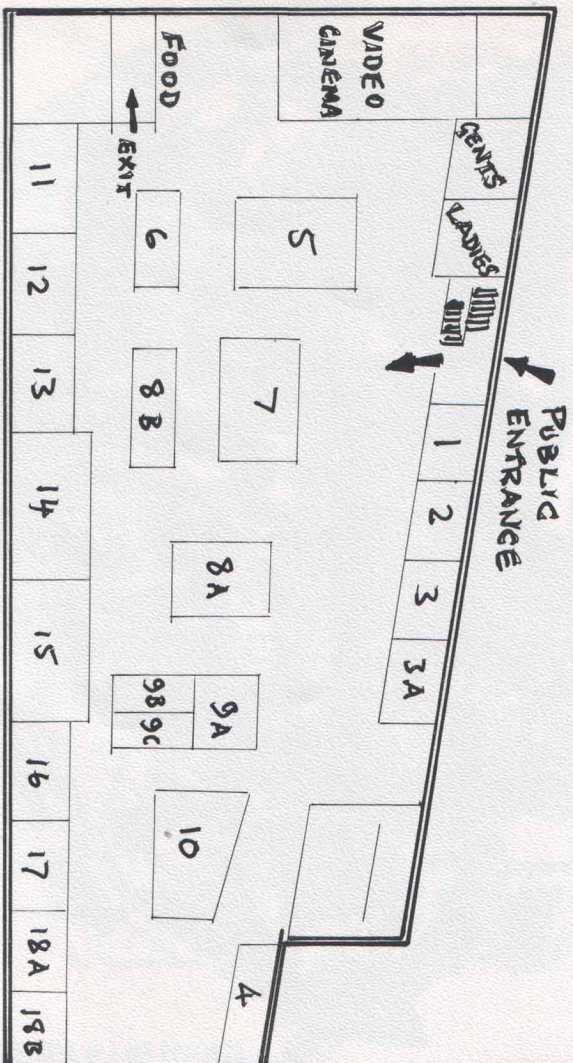 PUBLIC
ENTRANCE
VIDEO
CINEMA
GENTS
LADIES
FOOD
EXIT
1
2
3
3A
4
5
6
7
8A
8B
9A
9B
9C
10
11
12
13
14
15
16
17
18A
18B